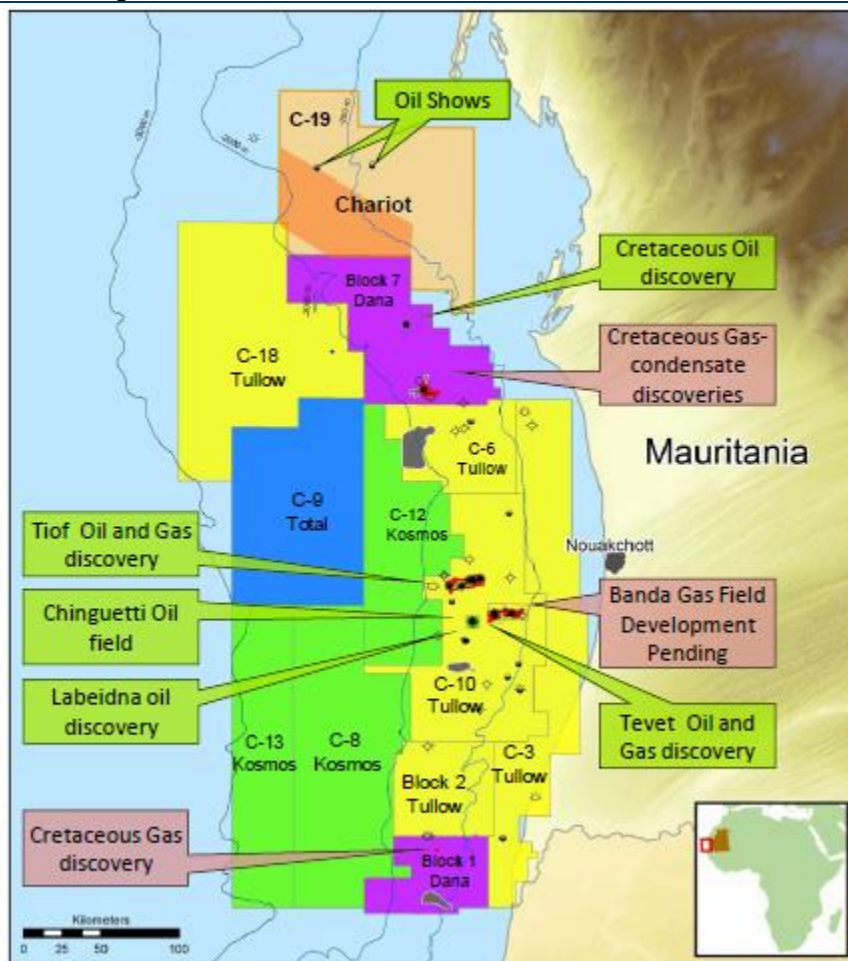 C-19
Oil Shows
Chariot
Block 7
Dana
Cretaceous Oil
discovery
Cretaceous Gas-
condensate
discoveries
C-18
Tullow
C-6
Tullow
Mauritania
C-9
Total
C-12
Kosmos
Nouakchott
Tiof Oil and Gas
discovery
Chinguetti Oil
field
Labeidna oil
discovery
Banda Gas Field
Development
Pending
Tevet Oil and
Gas discovery
C-10
Tullow
C-13
Kosmos
C-8
Kosmos
Block 2
Tullow
C-3
Tullow
Cretaceous Gas
discovery
Block 1
Dana
Kilometers
0 25 50 100